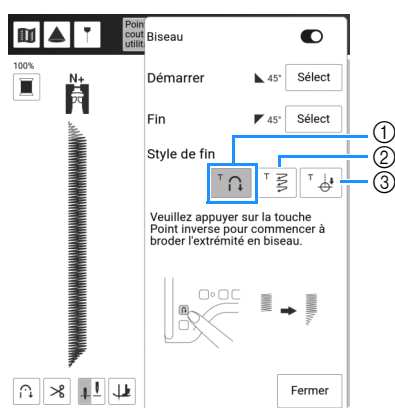 Poin
cout
utilit
Biseau
100%
N+
Démarrer
45°
Sélect
Fin
45°
Sélect
Style de fin
T
T
T
①
②
③
Veuillez appuyer sur la touche
Point inverse pour commencer à
broder l'extrémité en biseau.
Fermer